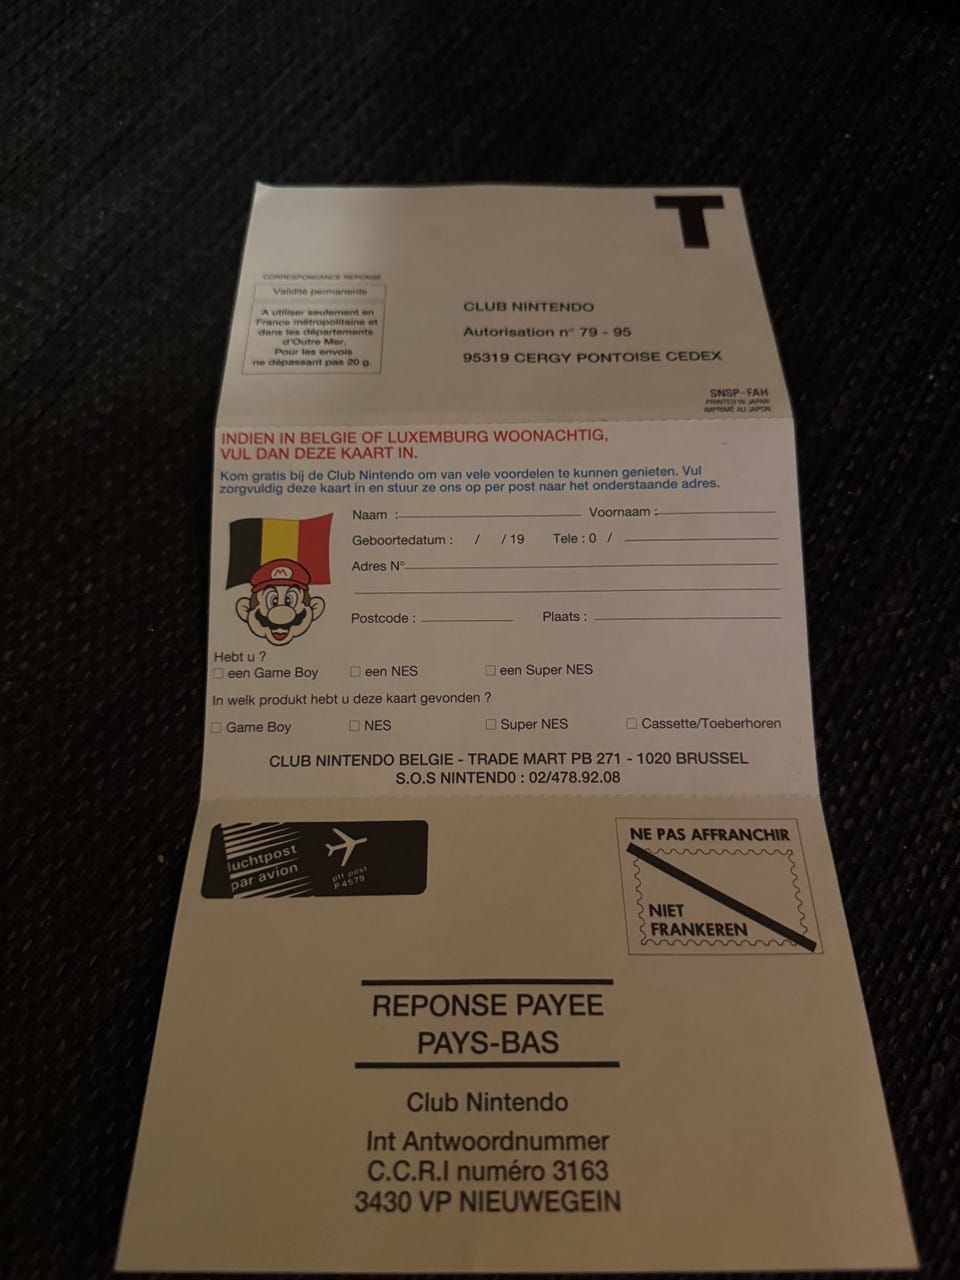 T
CORRESPONDANCE REPONSE
Validité permanente
A utiliser seulement en
France métropolitaine et
dans les départements
d'Outre Mer.
Pour les envois
ne dépassant pas 20 g.
CLUB NINTENDO
Autorisation n° 79 - 95
95319 CERGY PONTOISE CEDEX
SNSP-FAH
PRINTED IN JAPAN
IMPRIME AU JAPON
INDIEN IN BELGIE OF LUXEMBURG WOONACHTIG,
VUL DAN DEZE KAART IN.
Kom gratis bij de Club Nintendo om van vele voordelen te kunnen genieten. Vul
zorgvuldig deze kaart in en stuur ze ons op per post naar het onderstaande adres.
Naam : Voornaam :
Geboortedatum : / / 19 Tele : 0 /
Adres N°
Postcode : Plaats :
M
Hebt u ?
een Game Boy een NES een Super NES
In welk produkt hebt u deze kaart gevonden ?
Game Boy NES Super NES Cassette/Toeberhoren
CLUB NINTENDO BELGIE - TRADE MART PB 271 - 1020 BRUSSEL
S.O.S NINTENDO : 02/478.92.08
luchtpost
par avion
ptt post
P 4579
NE PAS AFFRANCHIR
NIET
FRANKEREN
REPONSE PAYEE
PAYS-BAS
Club Nintendo
Int Antwoordnummer
C.C.R.I numéro 3163
3430 VP NIEUWEGEIN